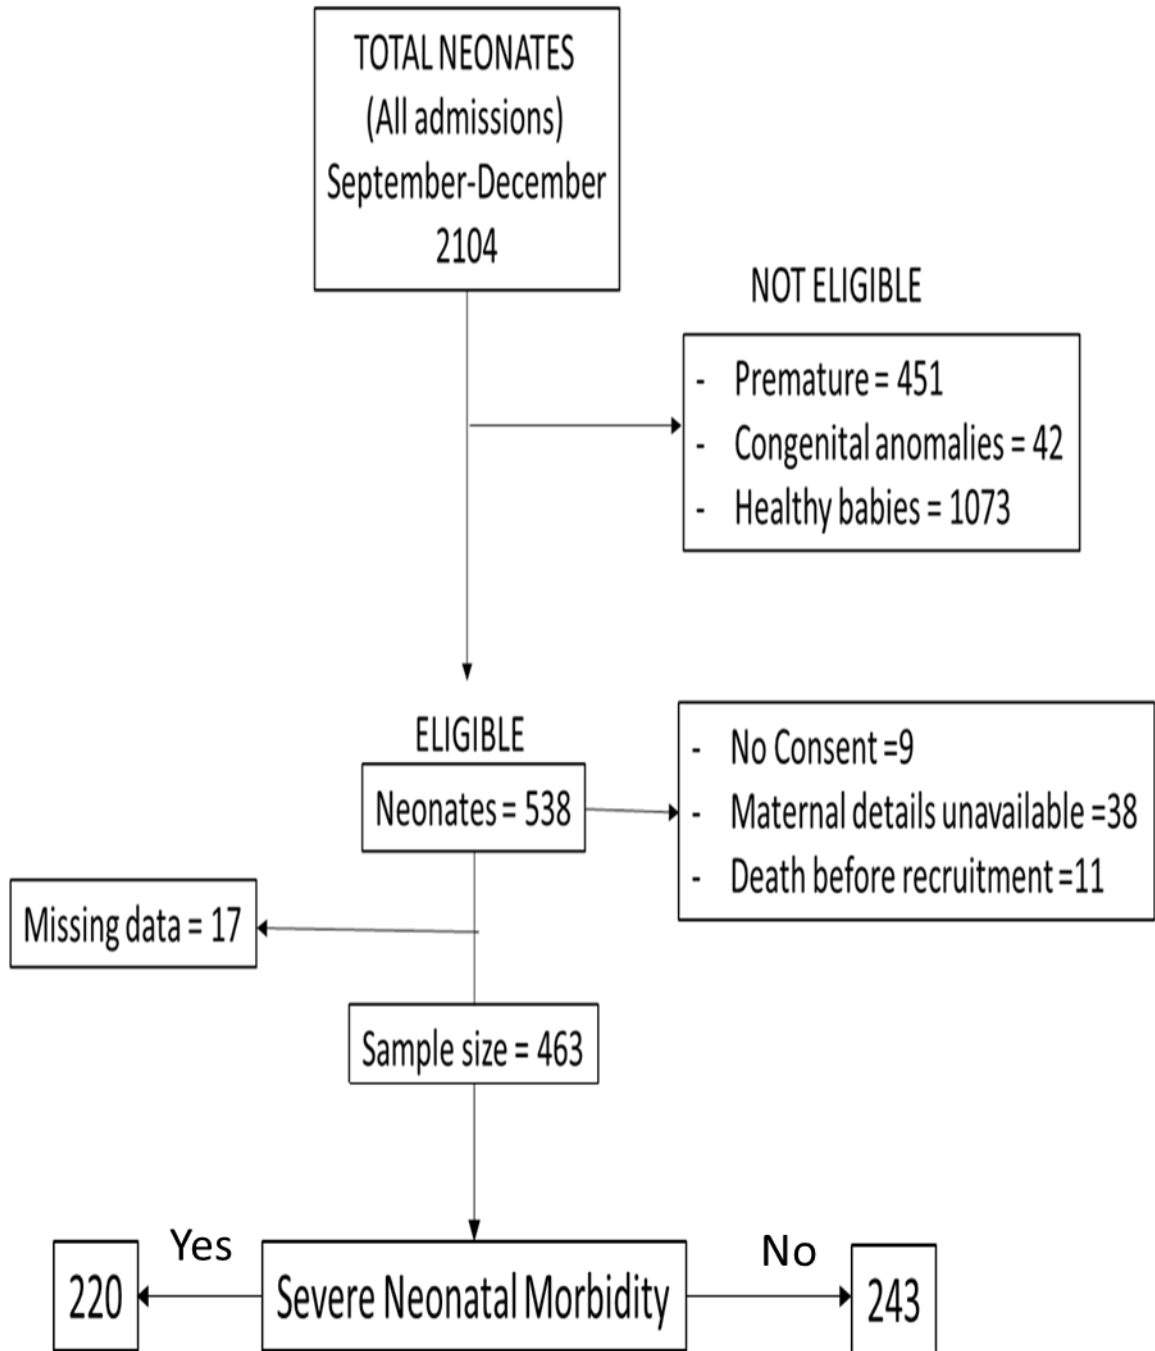 TOTAL NEONATES
(All admissions)
September-December
2104
NOT ELIGIBLE
- Premature = 451
- Congenital anomalies = 42
- Healthy babies = 1073
ELIGIBLE
Neonates = 538
- No Consent =9
- Maternal details unavailable =38
- Death before recruitment =11
Missing data = 17
Sample size = 463
Yes
No
220
Severe Neonatal Morbidity
243